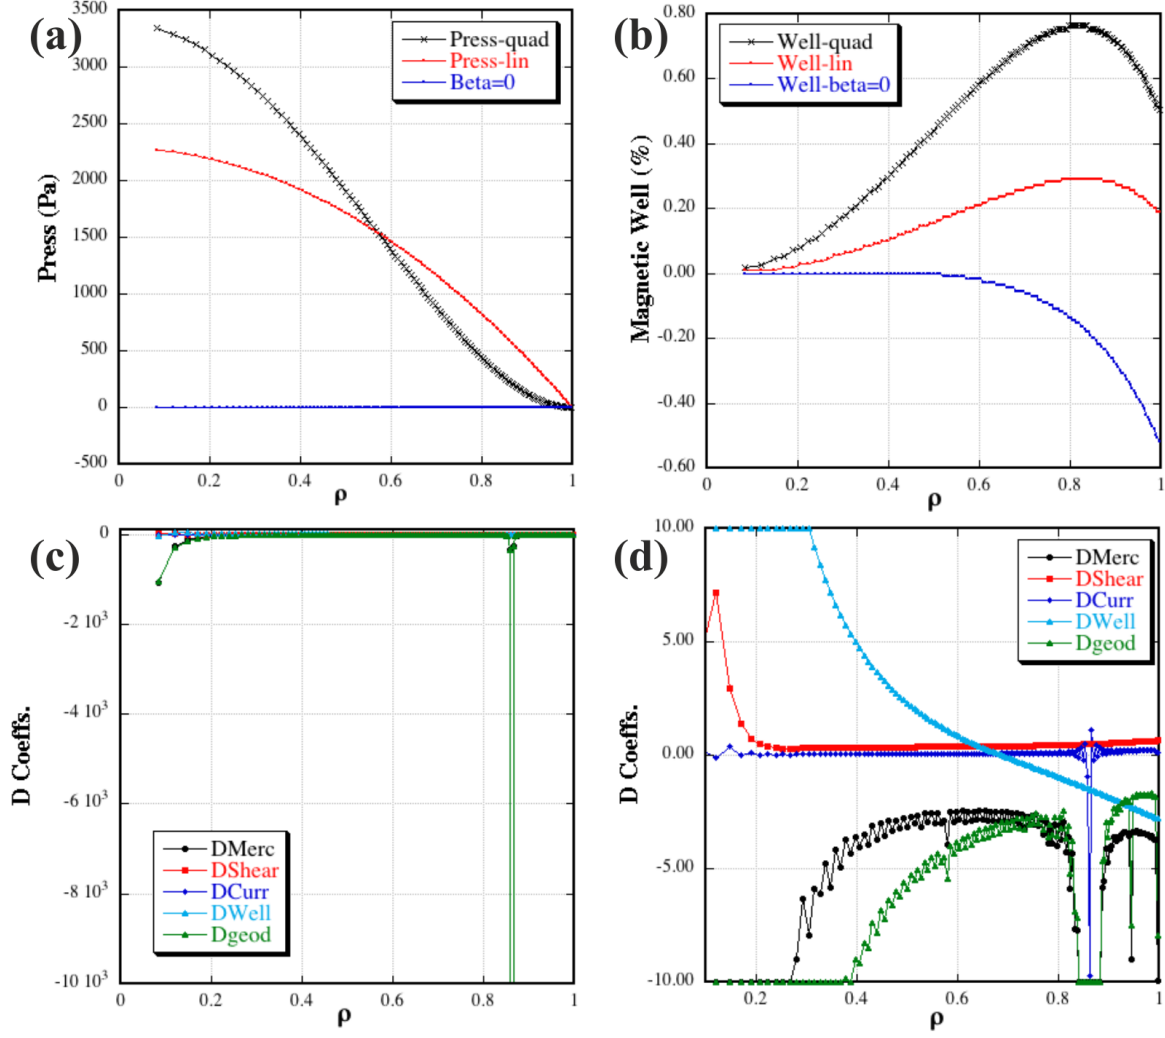 (a)
Press-quad
Press-lin
Beta=0
3500
3000
2500
2000
1500
1000
500
0
-500
Press (Pa)
0 0.2 0.4 0.6 0.8 1
ρ
(b)
Well-quad
Well-lin
Well-beta=0
0.80
0.60
0.40
0.20
0.00
-0.20
-0.40
-0.60
Magnetic Well (%)
0 0.2 0.4 0.6 0.8 1
ρ
(c)
0
-2 10³
-4 10³
-6 10³
-8 10³
-10 10³
D Coeffs.
DMerc
DShear
DCurr
DWell
Dgeod
0 0.2 0.4 0.6 0.8 1
ρ
(d)
DMerc
DShear
DCurr
DWell
Dgeod
10.00
5.00
0.00
-5.00
-10.00
D Coeffs.
0.2 0.4 0.6 0.8 1
ρ